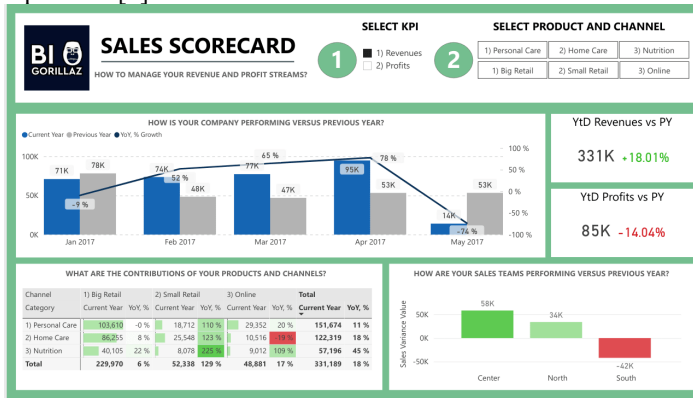 SELECT KPI
SELECT PRODUCT AND CHANNEL
BI
GORILLAZ
SALES SCORECARD
HOW TO MANAGE YOUR REVENUE AND PROFIT STREAMS?
1
1) Revenues
2) Profits
2
1) Personal Care 2) Home Care 3) Nutrition
1) Big Retail 2) Small Retail 3) Online
HOW IS YOUR COMPANY PERFORMING VERSUS PREVIOUS YEAR?
Current Year Previous Year YoY, % Growth
100K
50K
0K
71K 78K -9 %
74K 52 % 48K
65 % 77K 47K
78 % 95K 53K
14K -74 % 53K
100 %
50 %
0 %
-50 %
-100 %
Jan 2017 Feb 2017 Mar 2017 Apr 2017 May 2017
YtD Revenues vs PY
331K +18.01%
YtD Profits vs PY
85K -14.04%
WHAT ARE THE CONTRIBUTIONS OF YOUR PRODUCTS AND CHANNELS?
Channel 1) Big Retail 2) Small Retail 3) Online Total
Category Current Year YoY, % Current Year YoY, % Current Year YoY, % Current Year YoY, %
1) Personal Care 103,610 -0 % 18,712 110 % 29,352 20 % 151,674 11 %
2) Home Care 86,255 8 % 25,548 123 % 10,516 -19 % 122,319 18 %
3) Nutrition 40,105 22 % 8,078 225 % 9,012 109 % 57,196 45 %
Total 229,970 6 % 52,338 129 % 48,881 17 % 331,189 18 %
HOW ARE YOUR SALES TEAMS PERFORMING VERSUS PREVIOUS YEAR?
Sales Variance Value
50K
0K
-50K
58K
34K
-42K
Center North South